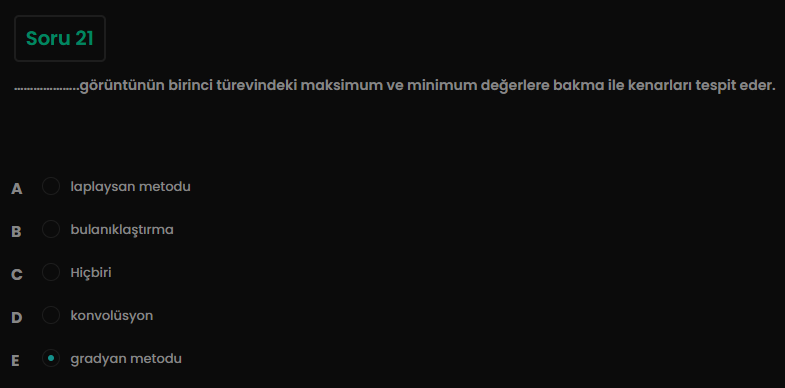 Soru 21
.....................görüntünün birinci türevindeki maksimum ve minimum değerlere bakma ile kenarları tespit eder.
A laplaysan metodu
B bulanıklaştırma
C Hiçbiri
D konvolüsyon
E gradyan metodu